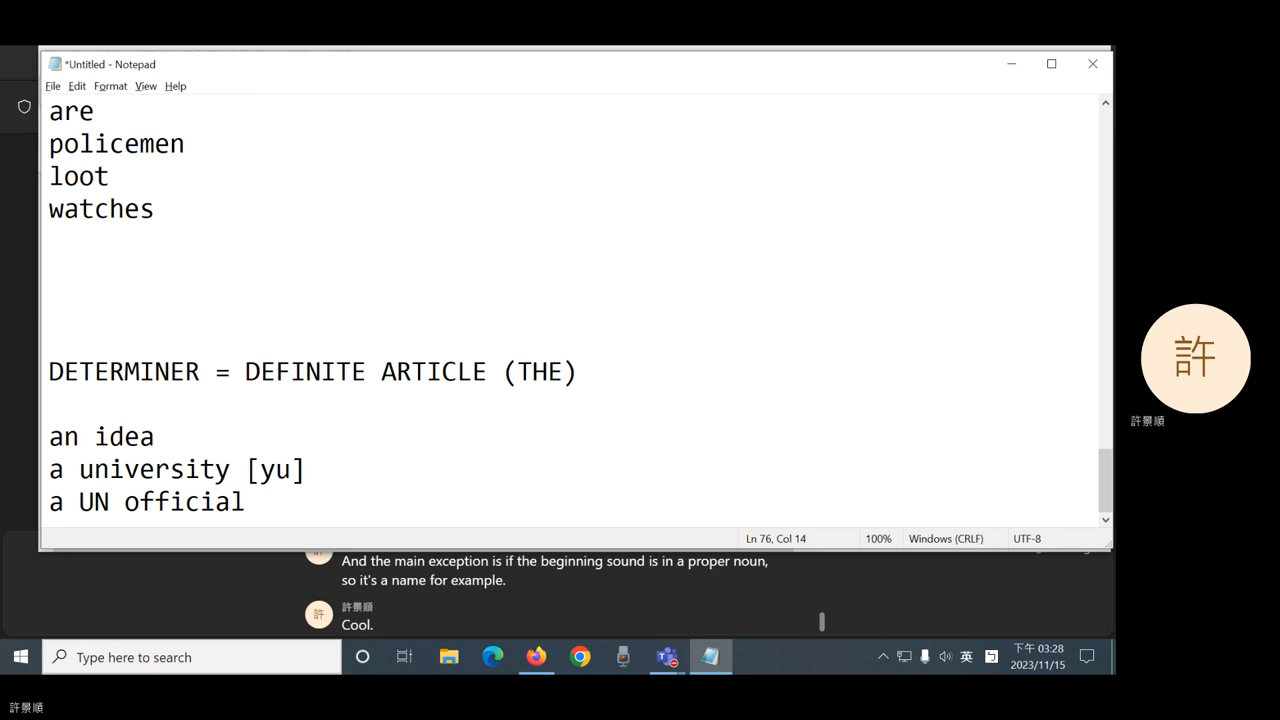 *Untitled - Notepad
File Edit Format View Help
are
policemen
loot
watches
DETERMINER = DEFINITE ARTICLE (THE)
an idea
a university [yu]
a UN official
Ln 76, Col 14 100% Windows (CRLF) UTF-8
許 And the main exception is if the beginning sound is in a proper noun,
so it's a name for example.
許景順
許 Cool.
Type here to search
英
下午 03:28
2023/11/15
許
許景順
許景順